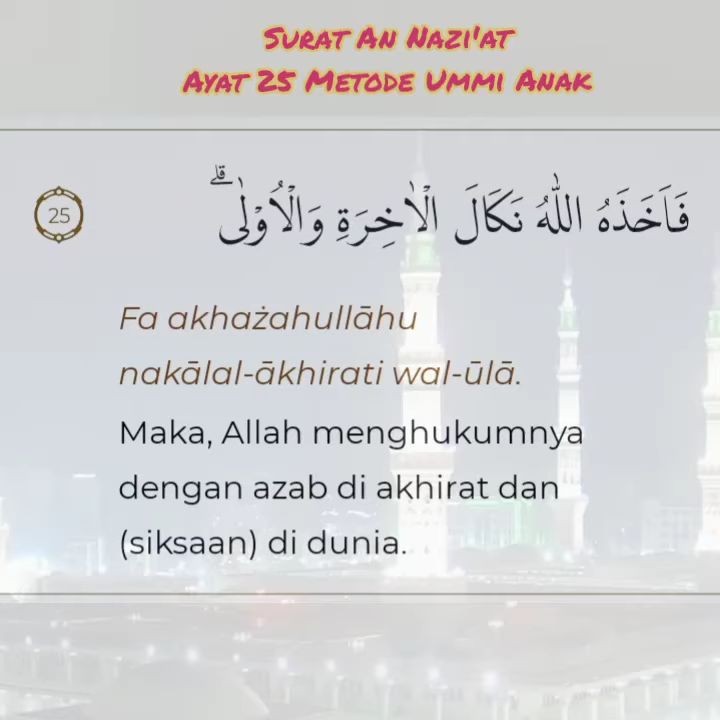 Surat An Nazi'at
Ayat 25 Metode Ummi Anak
25
فَاَخَذَهُ اللّٰهُ نَكَالَ الْاٰخِرَةِ وَالْاُوْلٰىۗ
Fa akhażahullāhu
nakālal-ākhirati wal-ūlā.
Maka, Allah menghukumnya
dengan azab di akhirat dan
(siksaan) di dunia.